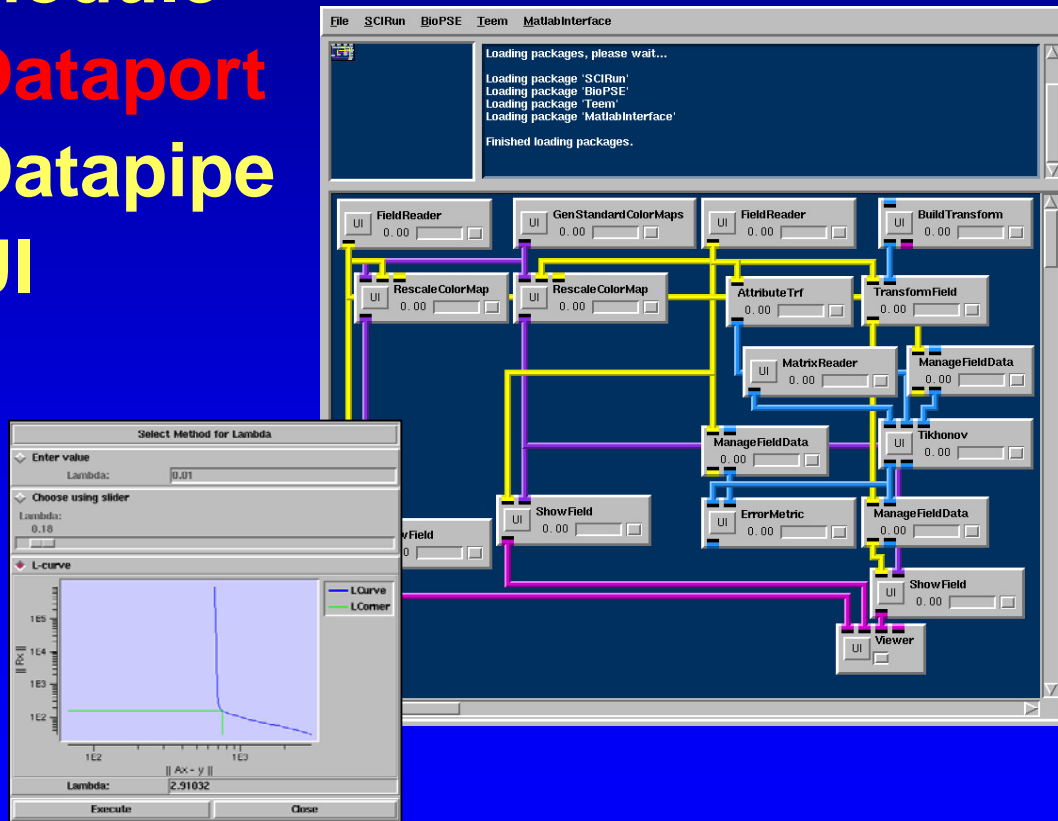 Dataport
Datapipe
UI
File SCIRun BioPSE Teem MatlabInterface
Loading packages, please wait...
Loading package 'SCIRun'
Loading package 'BioPSE'
Loading package 'Teem'
Loading package 'MatlabInterface'
Finished loading packages.
UI FieldReader 0.00
UI GenStandardColorMaps 0.00
UI FieldReader 0.00
UI BuildTransform 0.00
UI RescaleColorMap 0.00
UI RescaleColorMap 0.00
AttributeTrf 0.00
TransformField 0.00
UI MatrixReader 0.00
ManageFieldData 0.00
ManageFieldData 0.00
UI Tikhonov 0.00
UI ShowField 0.00
UI ErrorMetric 0.00
ManageFieldData 0.00
UI ShowField 0.00
UI Viewer
Select Method for Lambda
Enter value
Lambda: 0.01
Choose using slider
Lambda:
0.18
L-curve
LCurve
LCorner
1E5
1E4
1E3
1E2
|| Rx ||
1E2 1E3
|| Ax - y ||
Lambda: 2.91032
Execute Close